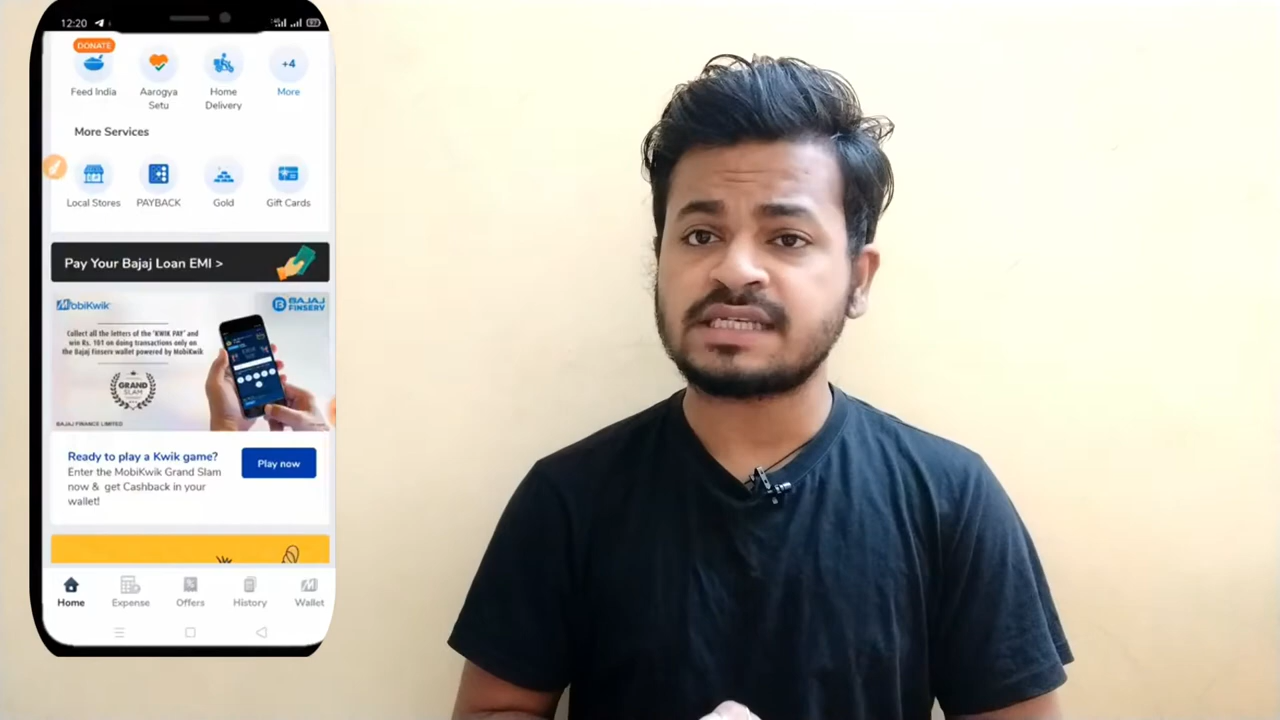 12:20
DONATE
Feed India
Aarogya
Setu
Home
Delivery
+4
More
More Services
Local Stores
PAYBACK
Gold
Gift Cards
Pay Your Bajaj Loan EMI >
MobiKwik
BAJAJ
FINSERV
Collect all the letters of the 'KWIK PAY' and
win Rs. 101 on doing transactions only on
the Bajaj Finserv wallet powered by MobiKwik
GRAND
SLAM
BAJAJ FINANCE LIMITED
Ready to play a Kwik game?
Enter the MobiKwik Grand Slam
now & get Cashback in your
wallet!
Play now
Home
Expense
Offers
History
Wallet